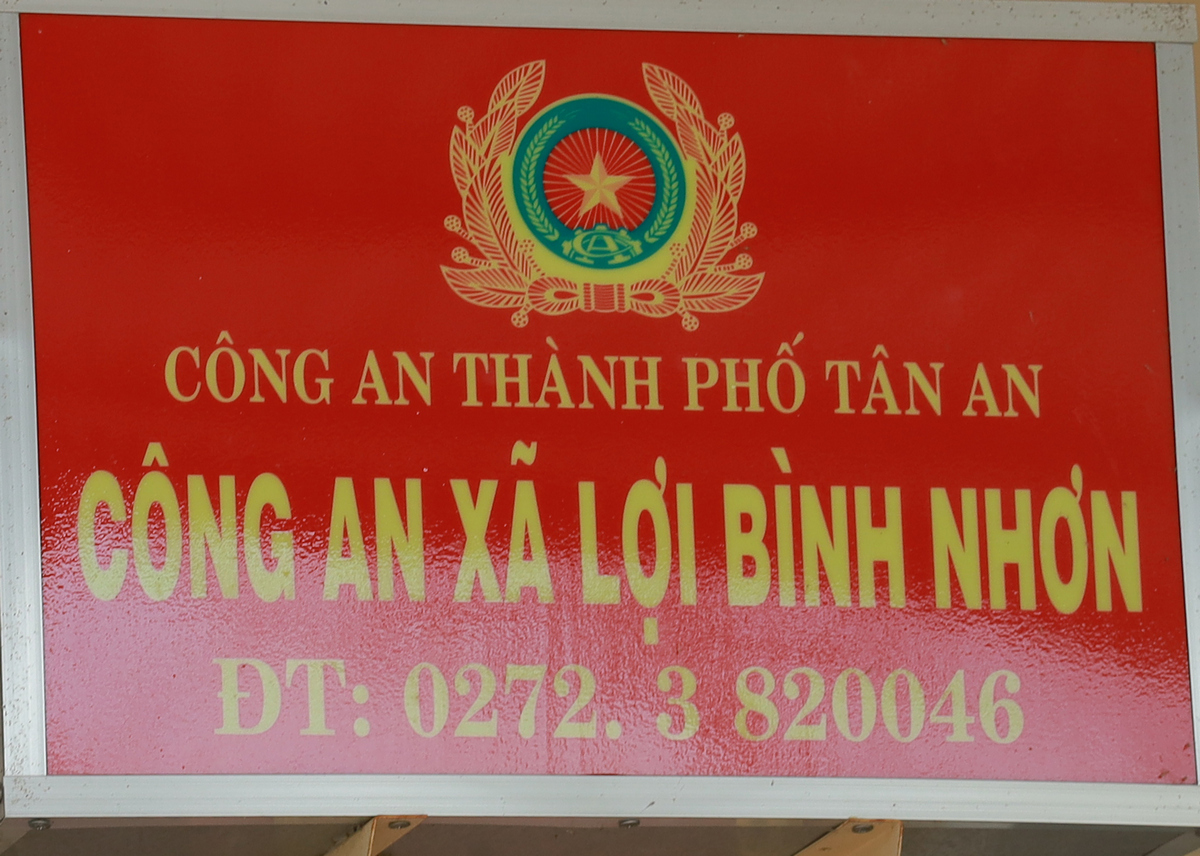 CÔNG AN THÀNH PHỐ TÂN AN
CÔNG AN XÃ LỢI BÌNH NHƠN
ĐT: 0272. 3 820046